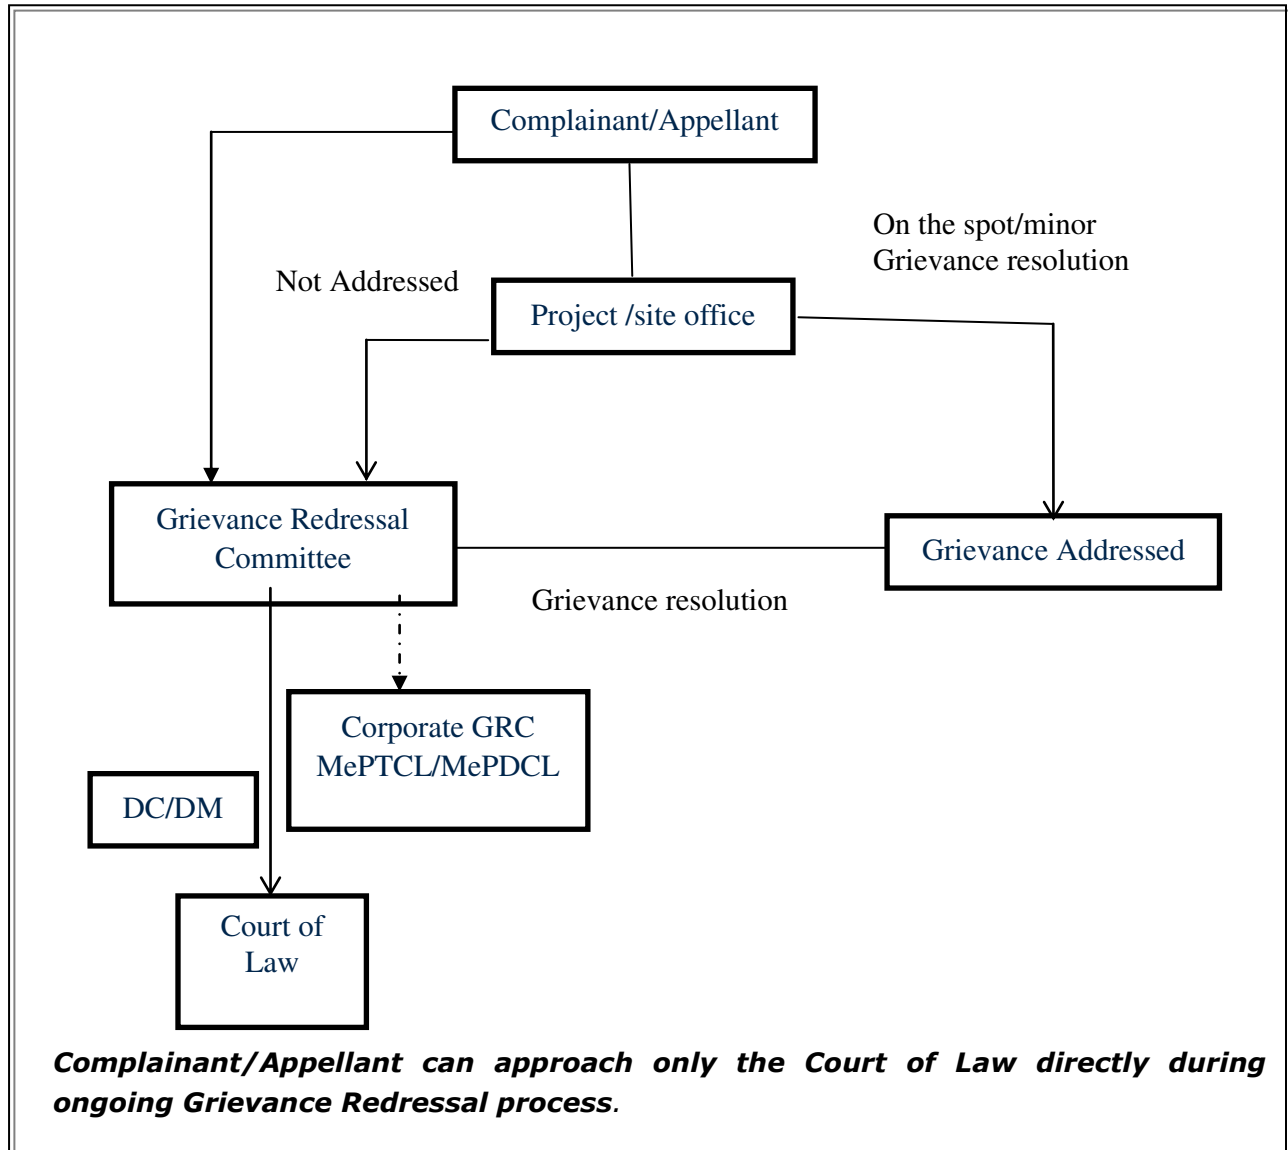 Complainant/Appellant
On the spot/minor
Grievance resolution
Not Addressed
Project /site office
Grievance Redressal
Committee
Grievance Addressed
Grievance resolution
Corporate GRC
MePTCL/MePDCL
DC/DM
Court of
Law
Complainant/Appellant can approach only the Court of Law directly during
ongoing Grievance Redressal process.